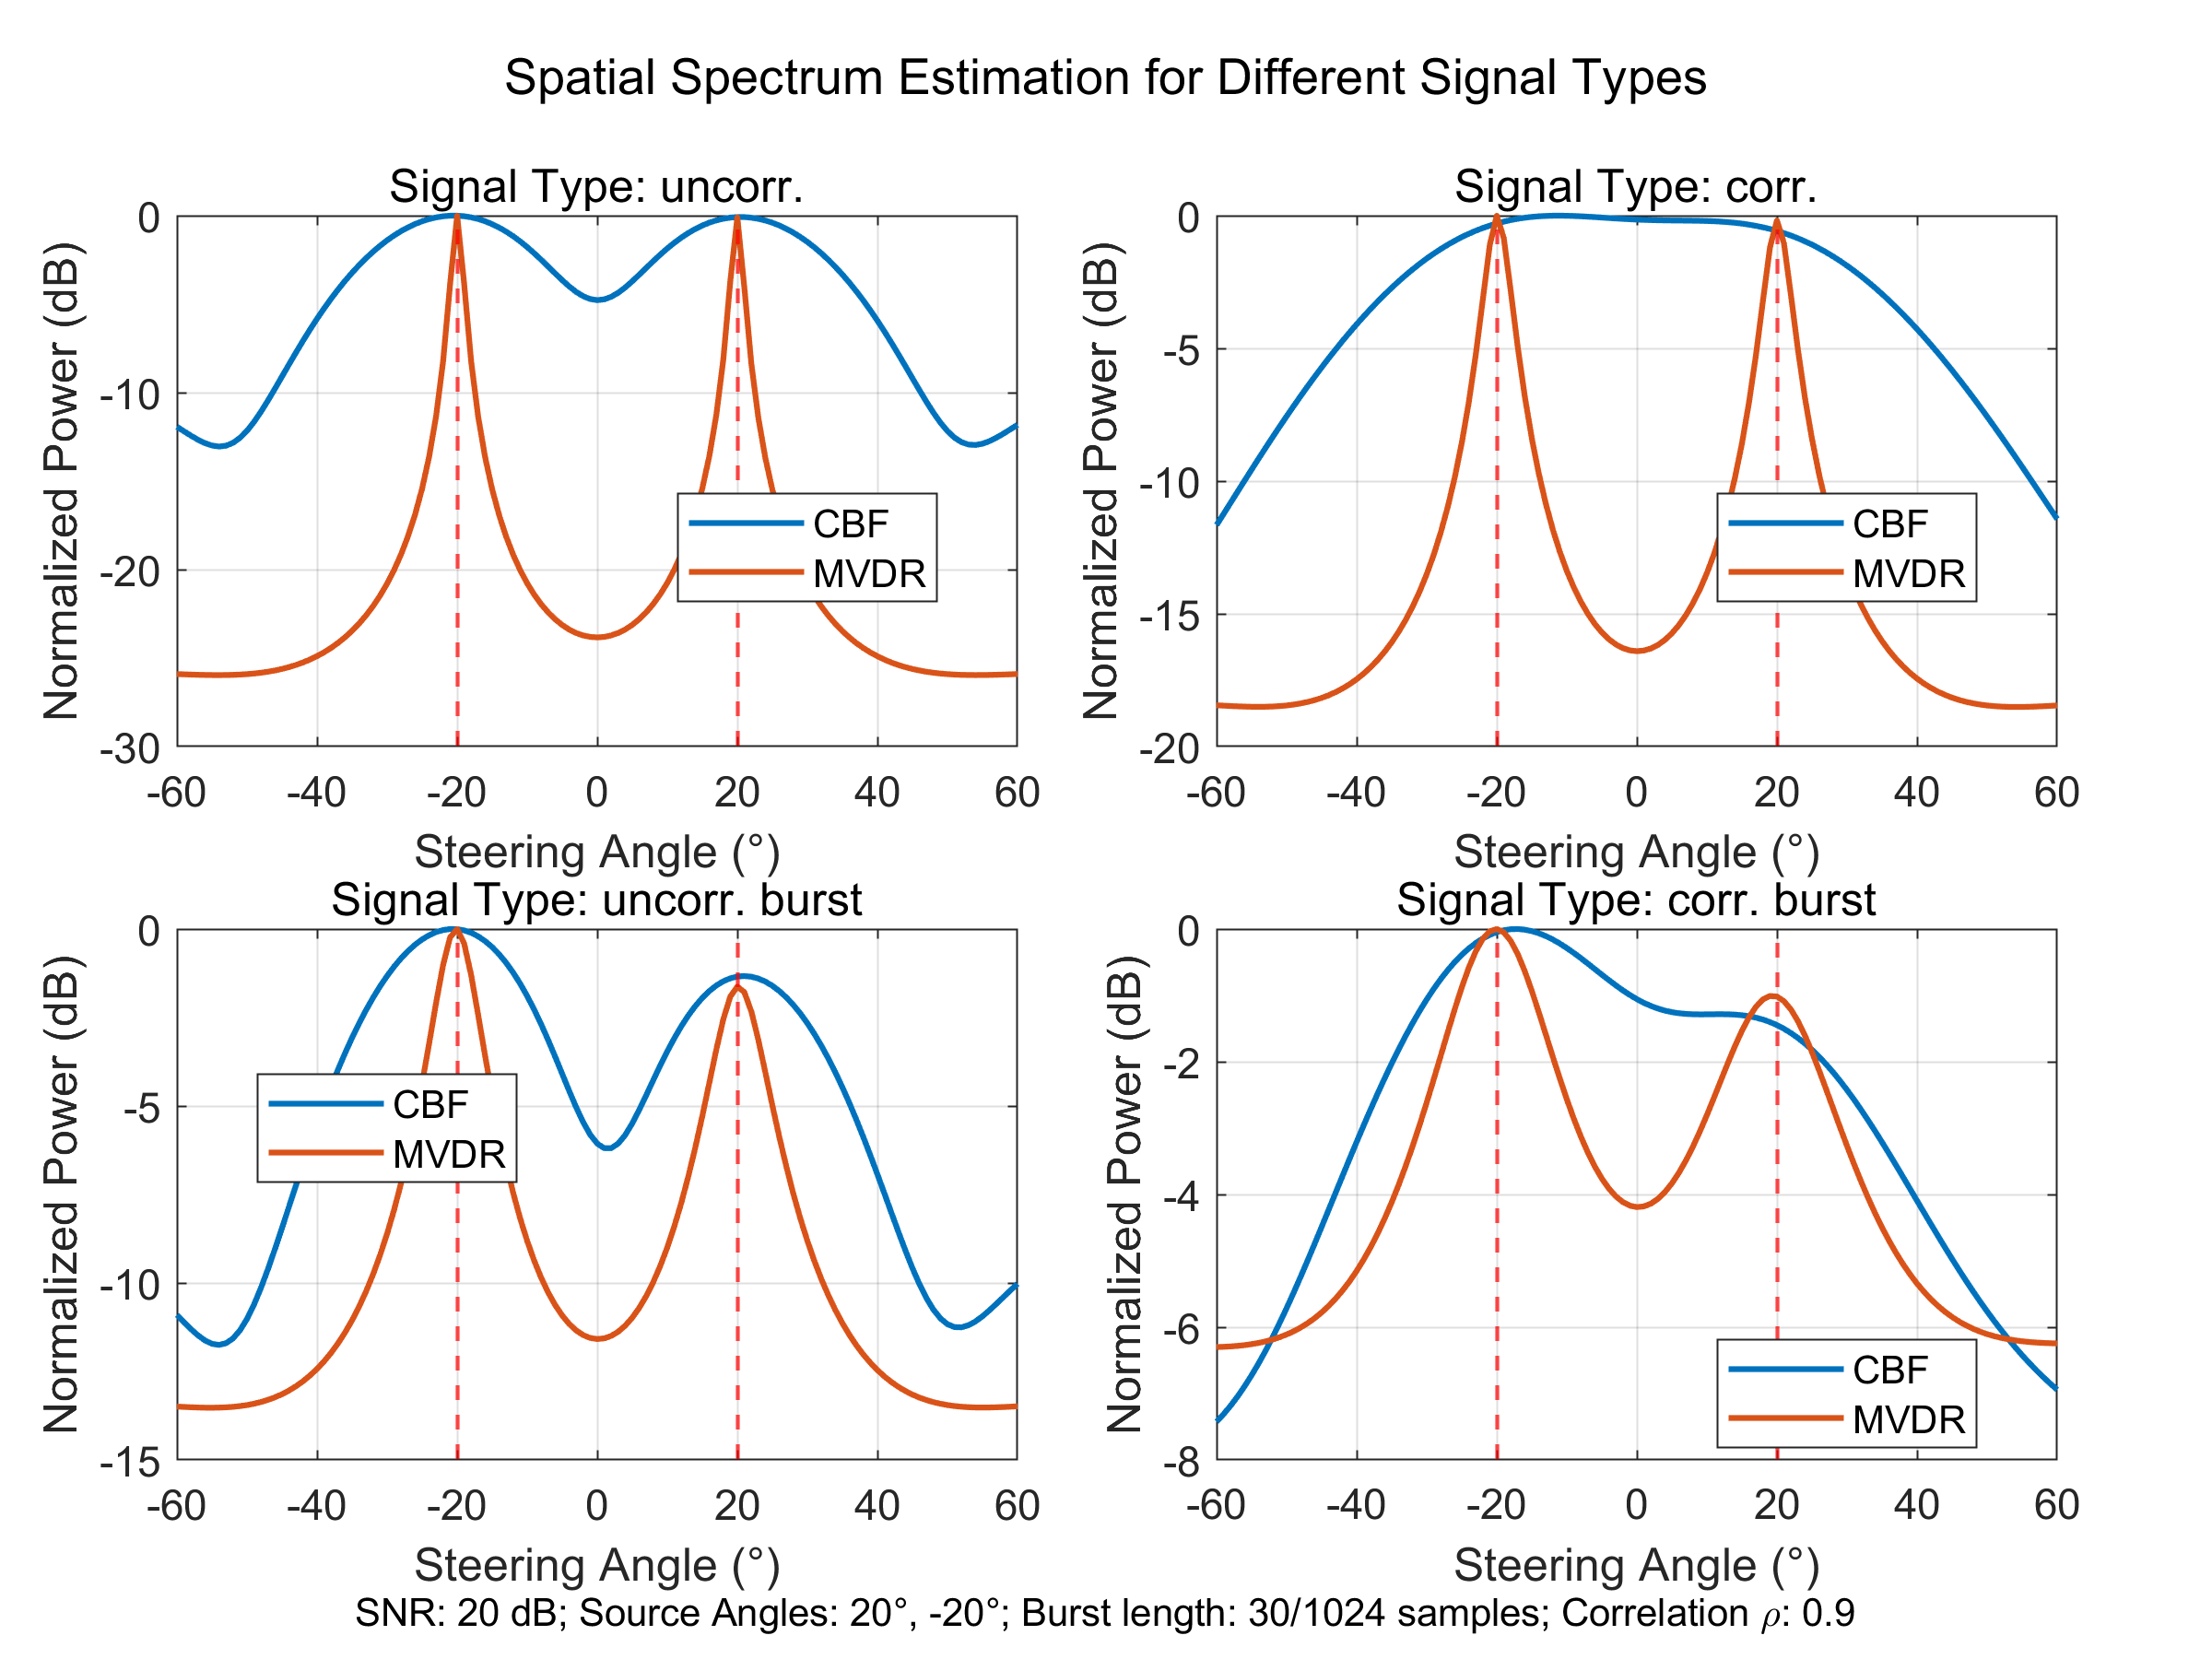 Spatial Spectrum Estimation for Different Signal Types
Signal Type: uncorr.
Normalized Power (dB)
0
-10
-20
-30
-60 -40 -20 0 20 40 60
Steering Angle (°)
CBF
MVDR
Signal Type: corr.
Normalized Power (dB)
0
-5
-10
-15
-20
-60 -40 -20 0 20 40 60
Steering Angle (°)
CBF
MVDR
Signal Type: uncorr. burst
Normalized Power (dB)
0
-5
-10
-15
-60 -40 -20 0 20 40 60
Steering Angle (°)
CBF
MVDR
Signal Type: corr. burst
Normalized Power (dB)
0
-2
-4
-6
-8
-60 -40 -20 0 20 40 60
Steering Angle (°)
CBF
MVDR
SNR: 20 dB; Source Angles: 20°, -20°; Burst length: 30/1024 samples; Correlation ρ: 0.9